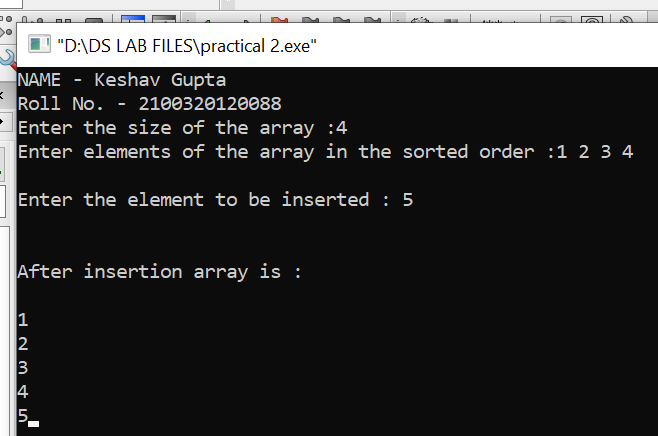 "D:\DS LAB FILES\practical 2.exe"
NAME - Keshav Gupta
Roll No. - 2100320120088
Enter the size of the array :4
Enter elements of the array in the sorted order :1 2 3 4
Enter the element to be inserted : 5
After insertion array is :
1
2
3
4
5